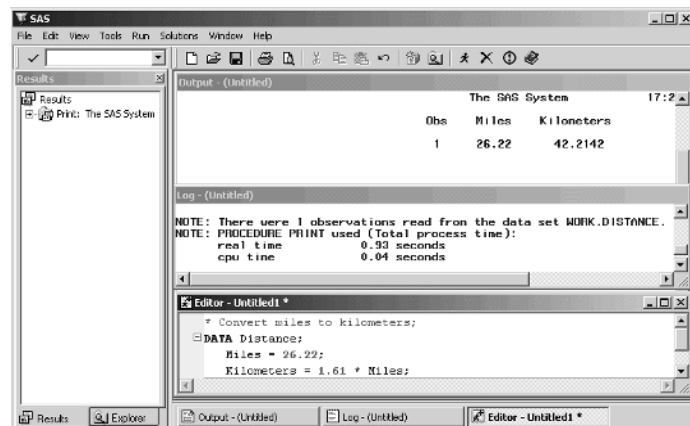 SAS
File Edit View Tools Run Solutions Window Help
Results
Results
Print: The SAS System
Output - (Untitled)
The SAS System 17:2
Obs Miles Kilometers
1 26.22 42.2142
Log - (Untitled)
NOTE: There were 1 observations read from the data set WORK.DISTANCE.
NOTE: PROCEDURE PRINT used (Total process time):
real time 0.93 seconds
cpu time 0.04 seconds
Editor - Untitled1 *
* Convert miles to kilometers;
DATA Distance;
Miles = 26.22;
Kilometers = 1.61 * Miles;
Results Explorer Output - (Untitled) Log - (Untitled) Editor - Untitled1 *